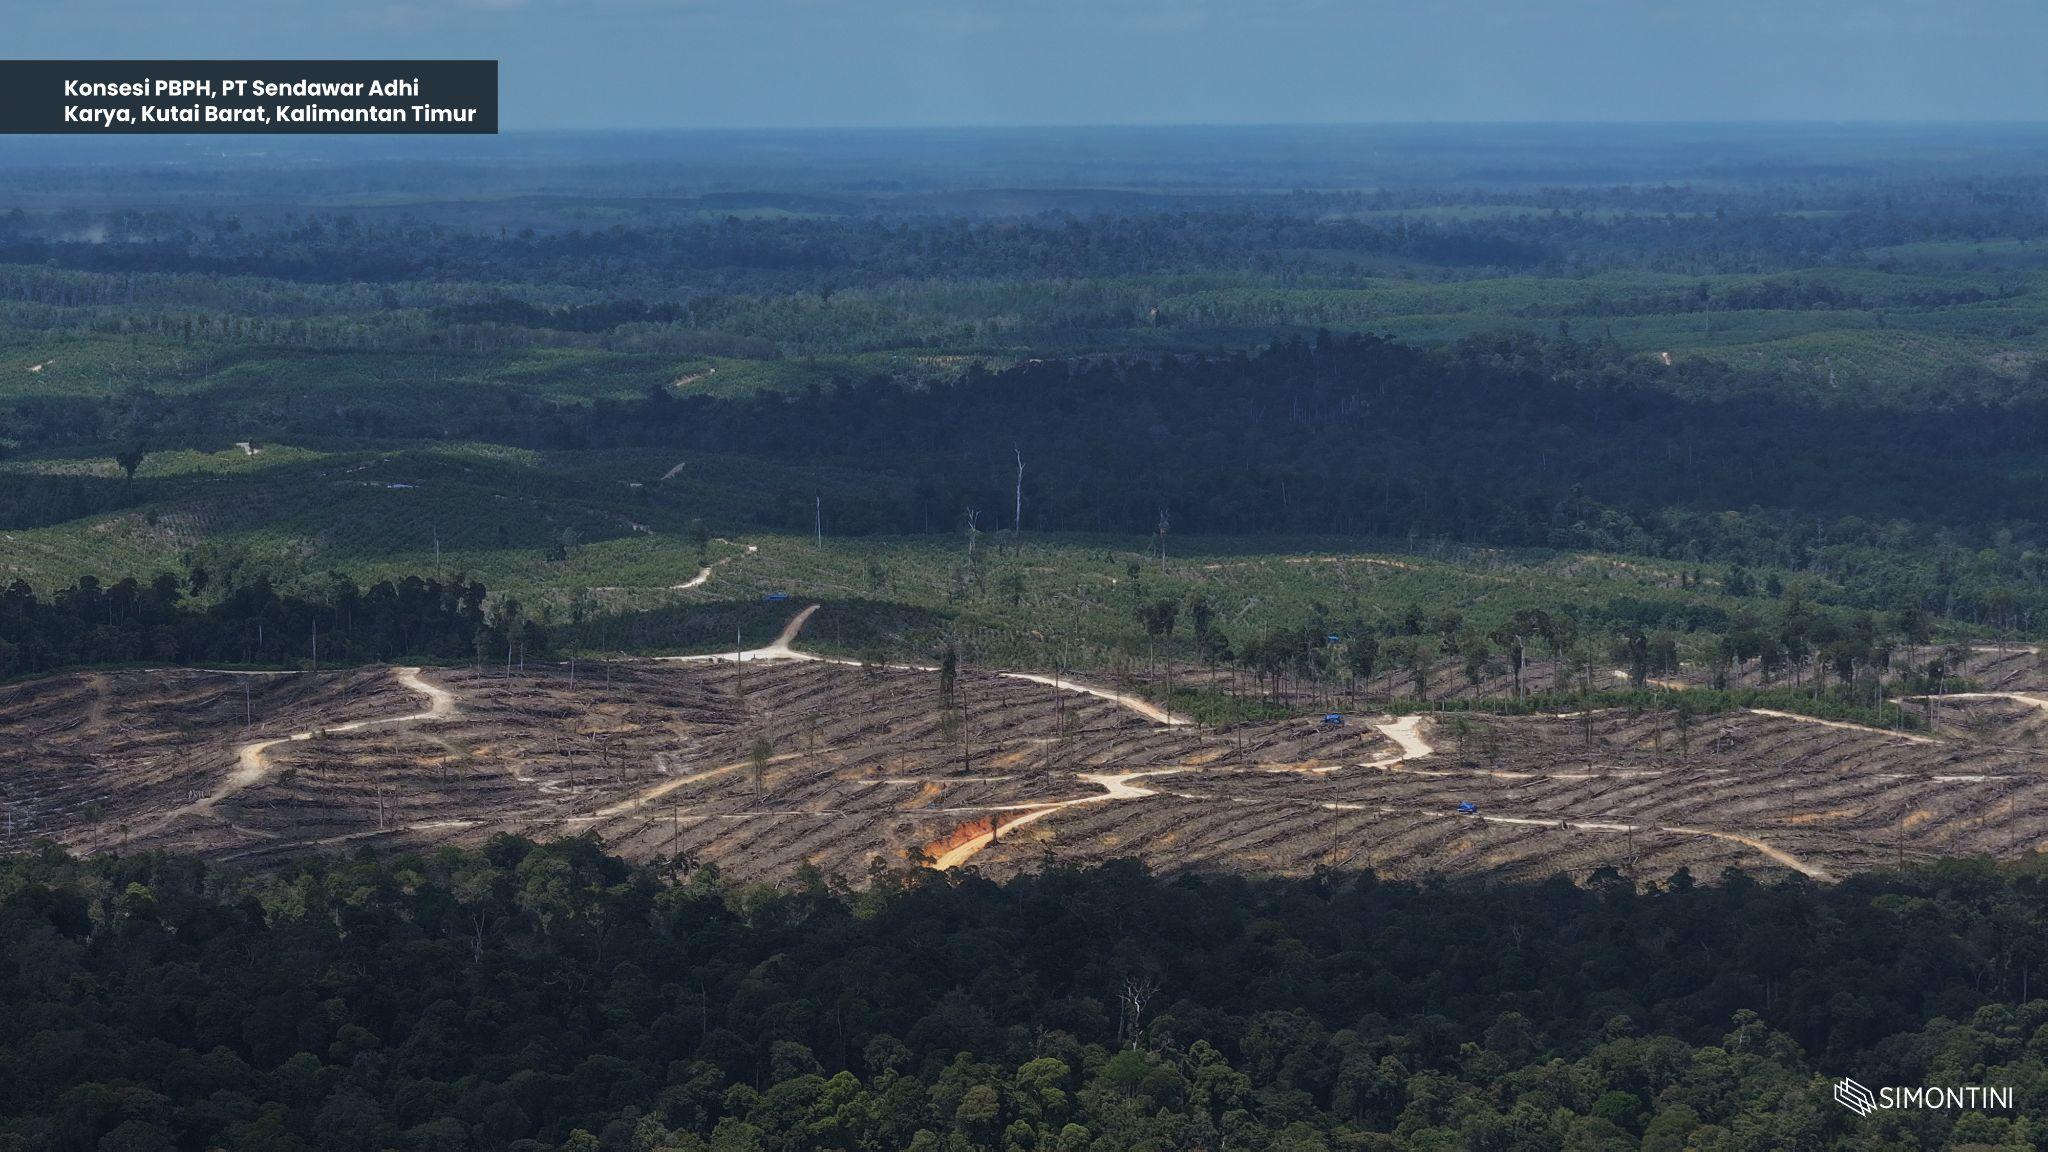 Konsesi PBPH, PT Sendawar Adhi
Karya, Kutai Barat, Kalimantan Timur
SIMONTINI